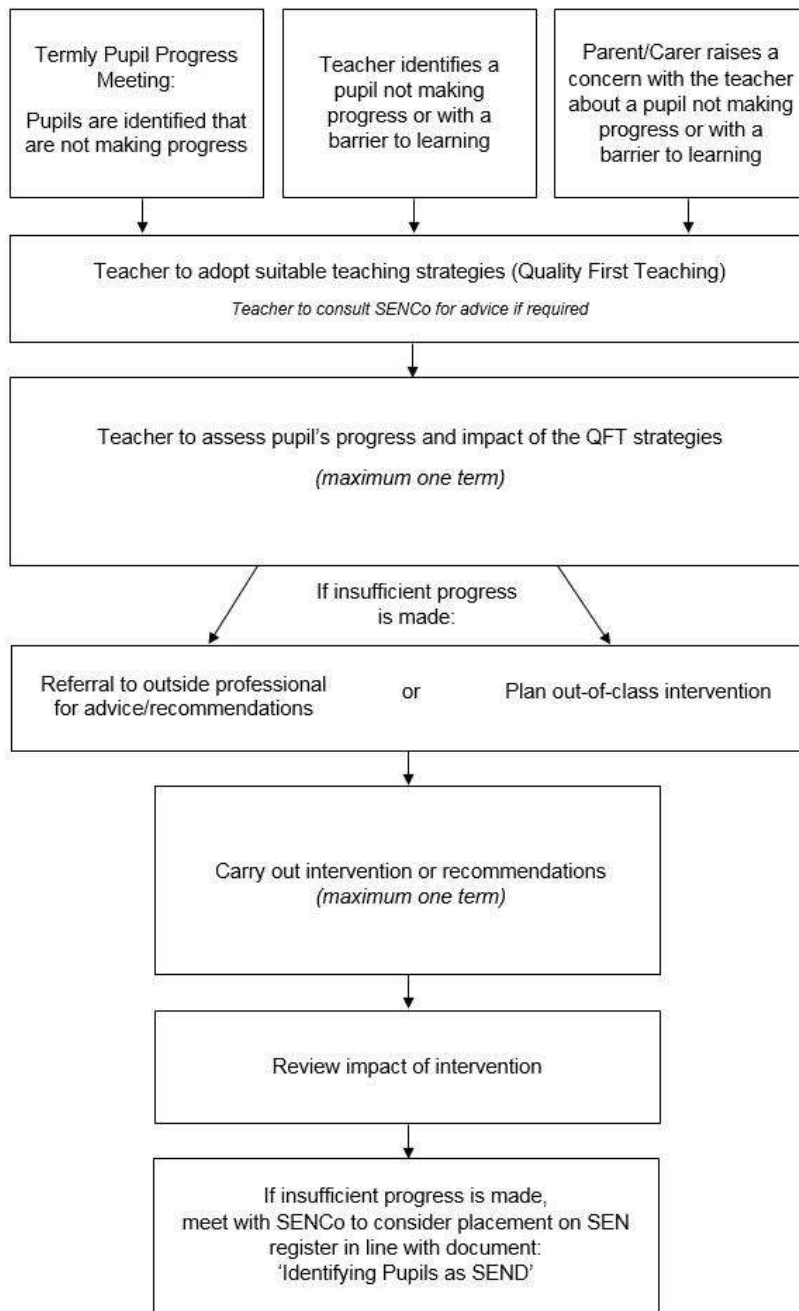 Termly Pupil Progress
Meeting:
Pupils are identified that
are not making progress
Teacher identifies a
pupil not making
progress or with a
barrier to learning
Parent/Carer raises a
concern with the teacher
about a pupil not making
progress or with a
barrier to learning
Teacher to adopt suitable teaching strategies (Quality First Teaching)
Teacher to consult SENCo for advice if required
Teacher to assess pupil’s progress and impact of the QFT strategies
(maximum one term)
If insufficient progress
is made:
Referral to outside professional
for advice/recommendations
or
Plan out-of-class intervention
Carry out intervention or recommendations
(maximum one term)
Review impact of intervention
If insufficient progress is made,
meet with SENCo to consider placement on SEN
register in line with document:
‘Identifying Pupils as SEND’